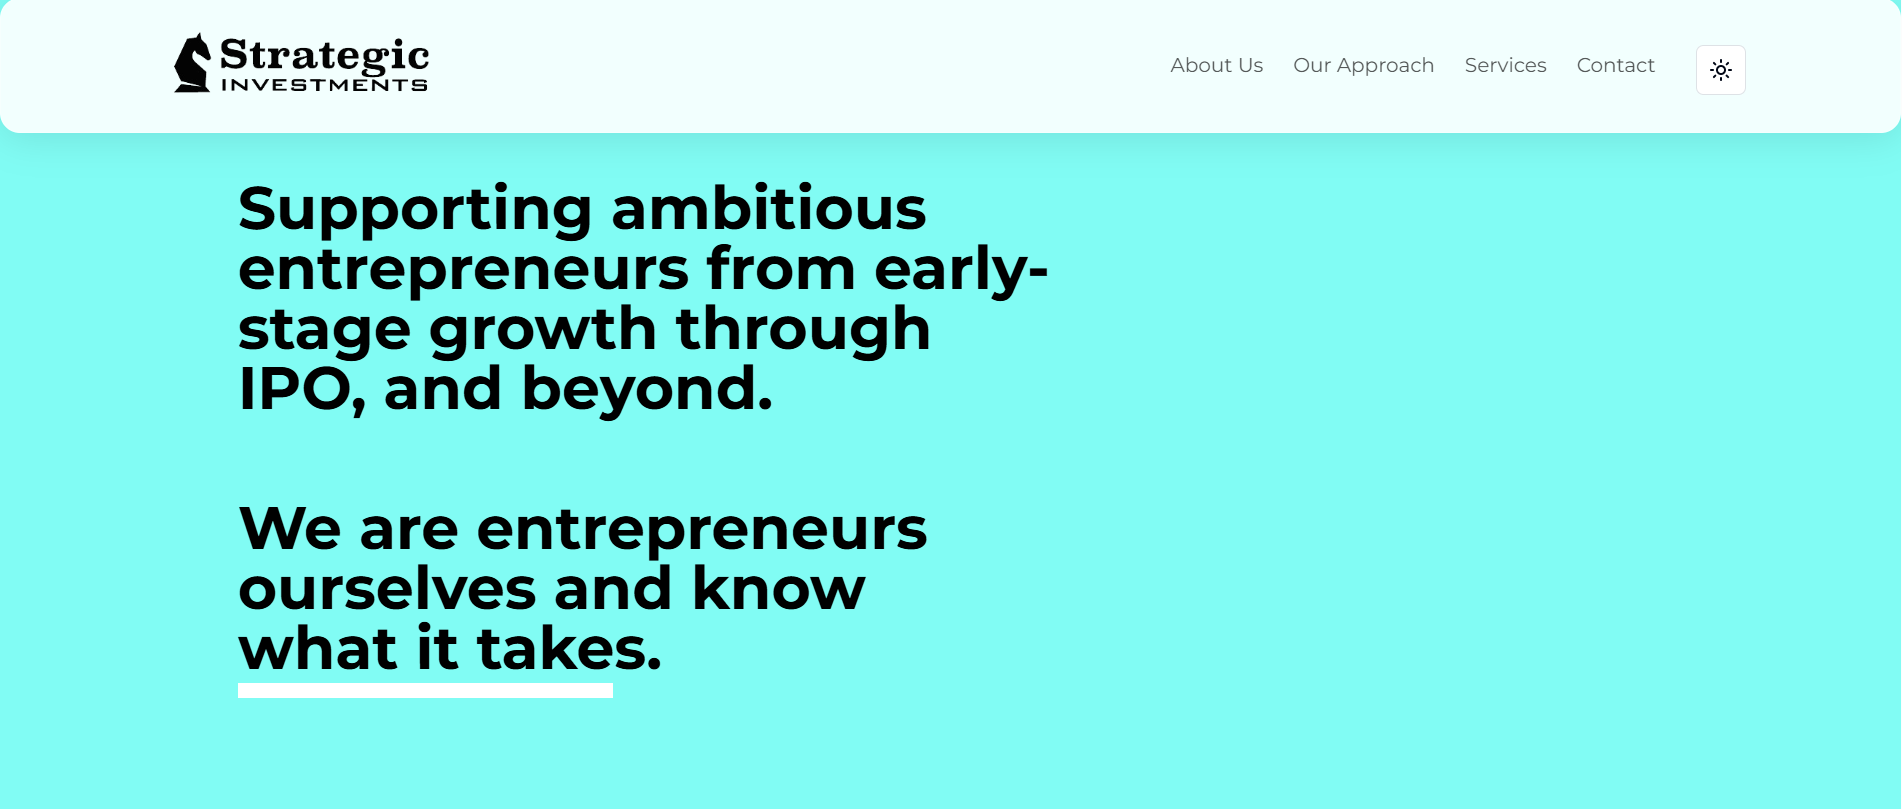 Strategic
INVESTMENTS
About Us Our Approach Services Contact
Supporting ambitious
entrepreneurs from early-
stage growth through
IPO, and beyond.
We are entrepreneurs
ourselves and know
what it takes.